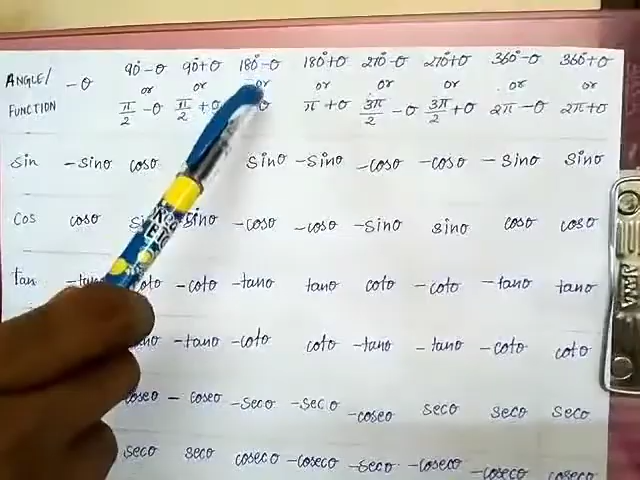 ANGLE/ FUNCTION -θ 90°-θ 90°+θ 180°-θ 180°+θ 270°-θ 270°+θ 360°-θ 360°+θ
or or or or or or or or
π/2 -θ π/2 +θ π+θ 3π/2 -θ 3π/2 +θ 2π-θ 2π+θ
sin -sinθ cosθ sinθ -sinθ -cosθ -cosθ -sinθ sinθ
cos cosθ -cosθ -cosθ -sinθ sinθ cosθ cosθ
tan -cotθ -tanθ tanθ cotθ -cotθ -tanθ tanθ
-tanθ -cotθ cotθ -tanθ -tanθ -cotθ cotθ
- cosecθ -secθ -secθ -cosecθ secθ secθ secθ
secθ secθ cosecθ -cosecθ -secθ -cosecθ -cosecθ cosecθ